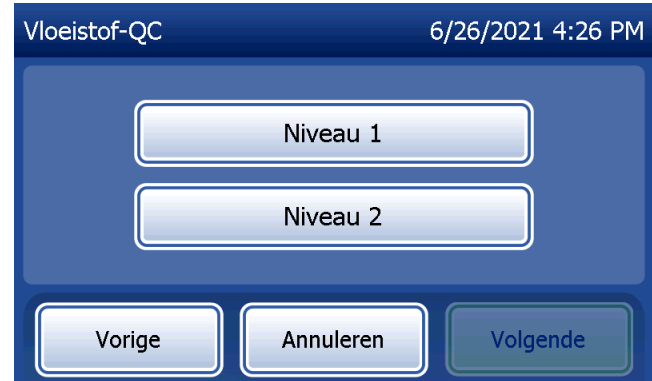 Vloeistof-QC 6/26/2021 4:26 PM
Niveau 1
Niveau 2
Vorige Annuleren Volgende